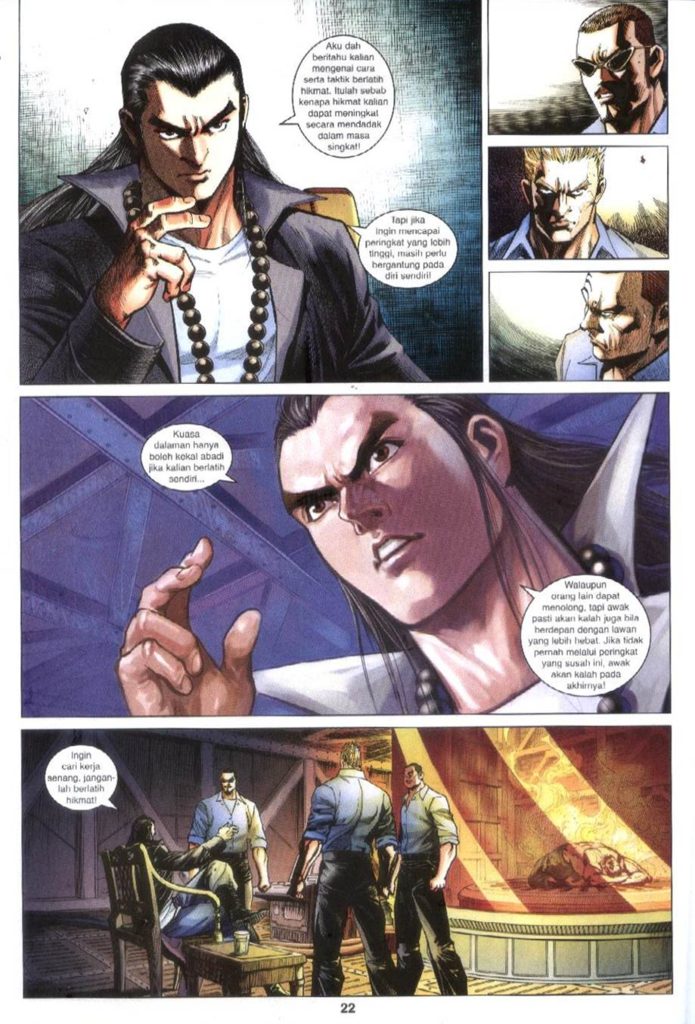 Aku dah
beritahu kalian
mengenai cara
serta taktik berlatih
hikmat. Itulah sebab
kenapa hikmat kalian
dapat meningkat
secara mendadak
dalam masa
singkat!
Tapi jika
ingin mencapai
peringkat yang lebih
tinggi, masih perlu
bergantung pada
diri sendiri!
Kuasa
dalaman hanya
boleh kekal abadi
jika kalian berlatih
sendiri...
Walaupun
orang lain dapat
menolong, tapi awak
pasti akan kalah juga bila
berdepan dengan lawan
yang lebih hebat. Jika tidak
pernah melalui peringkat
yang susah ini, awak
akan kalah pada
akhirnya!
Ingin
cari kerja
senang, jangan-
lah berlatih
hikmat!
22